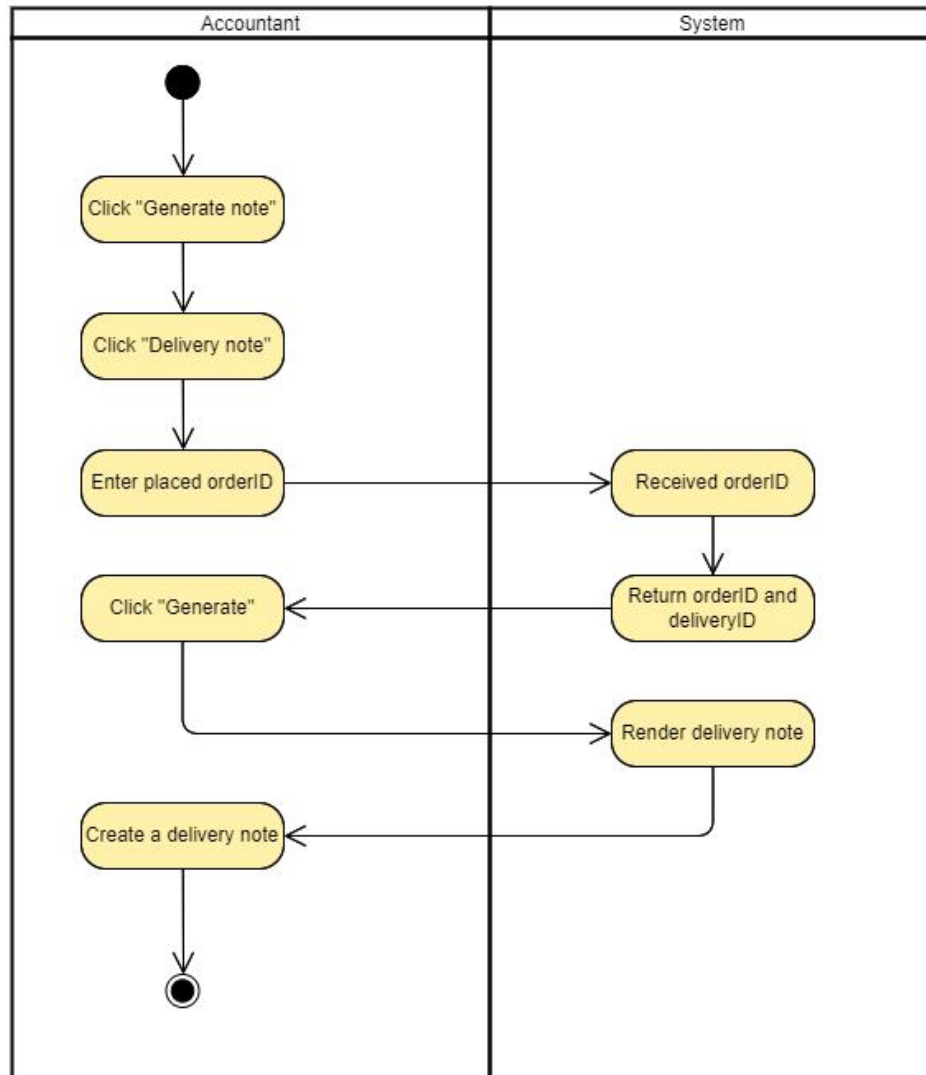 Accountant
System
Click "Generate note"
Click "Delivery note"
Enter placed orderID
Received orderID
Click "Generate"
Return orderID and
deliveryID
Render delivery note
Create a delivery note